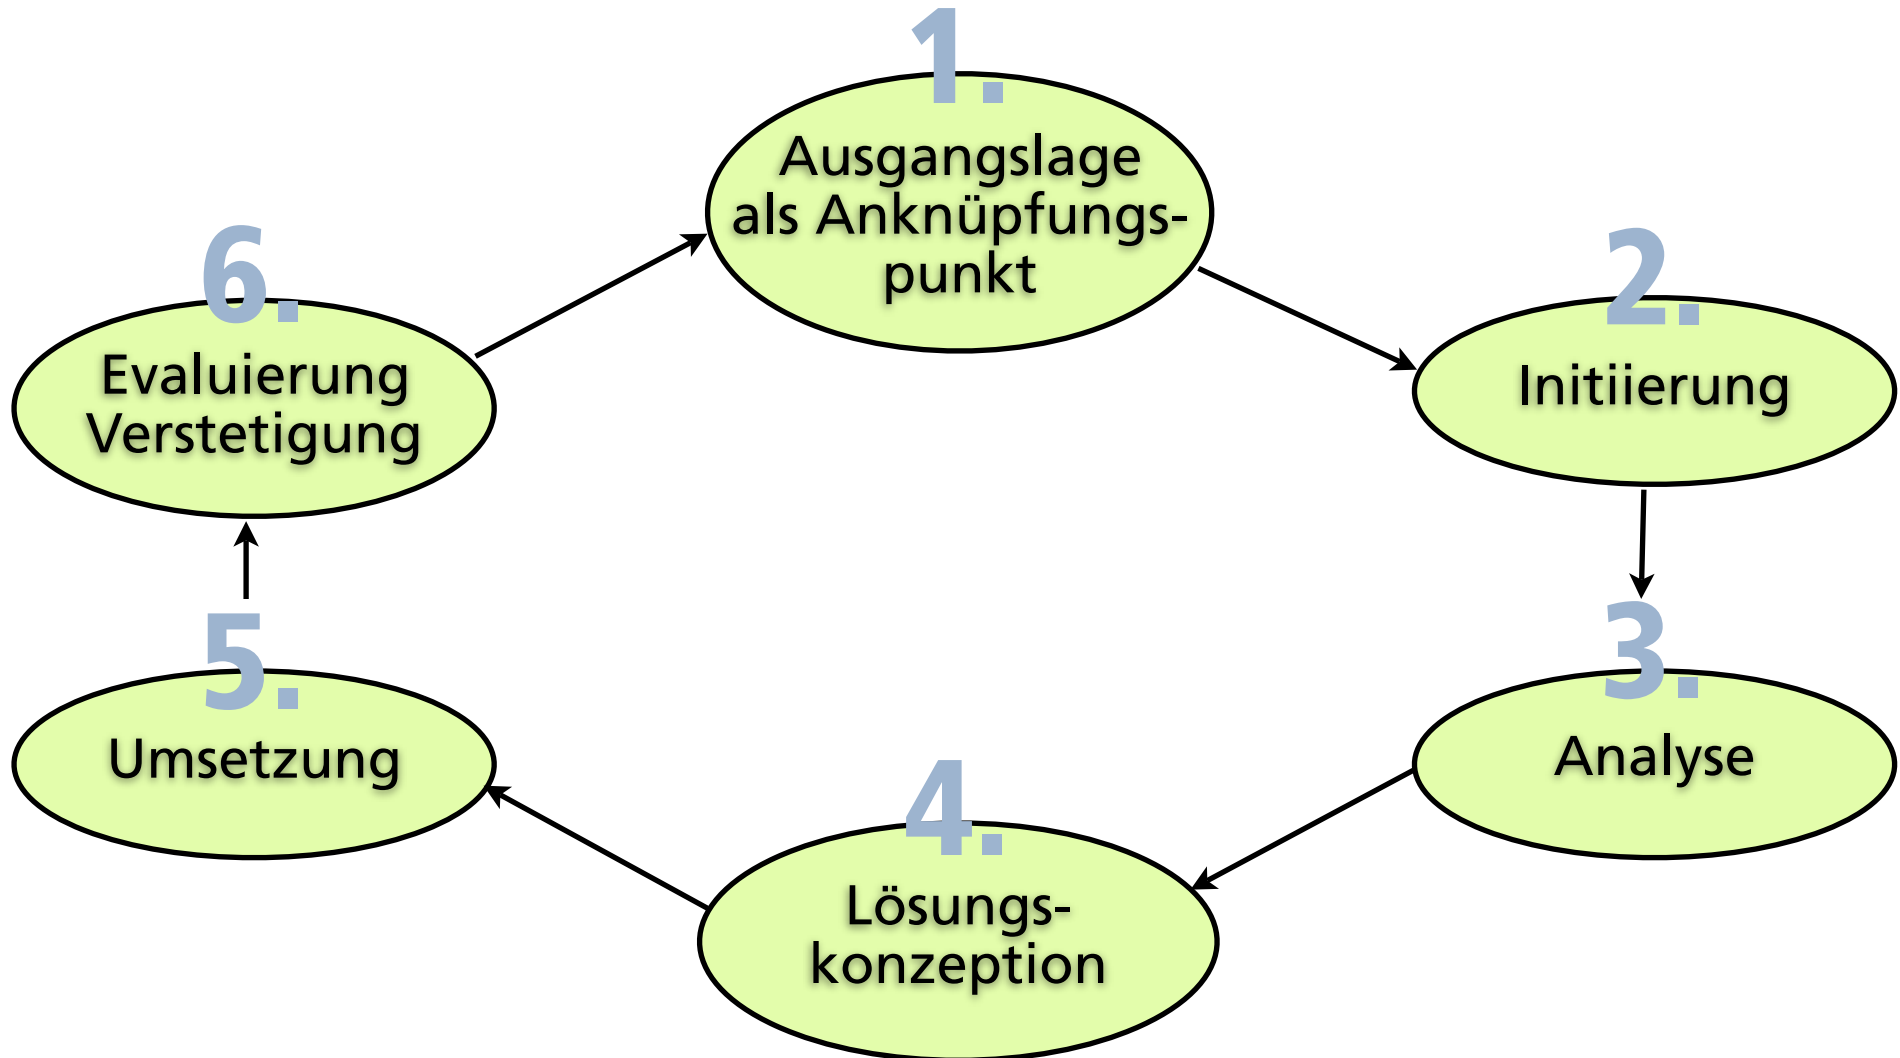 1.
Ausgangslage
als Anknüpfungs-
punkt
2.
Initiierung
3.
Analyse
4.
Lösungs-
konzeption
5.
Umsetzung
6.
Evaluierung
Verstetigung